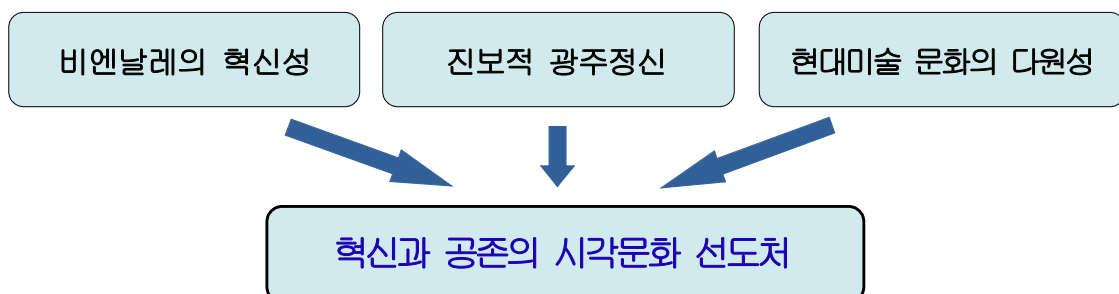 비엔날레의 혁신성
진보적 광주정신
현대미술 문화의 다원성
혁신과 공존의 시각문화 선도처